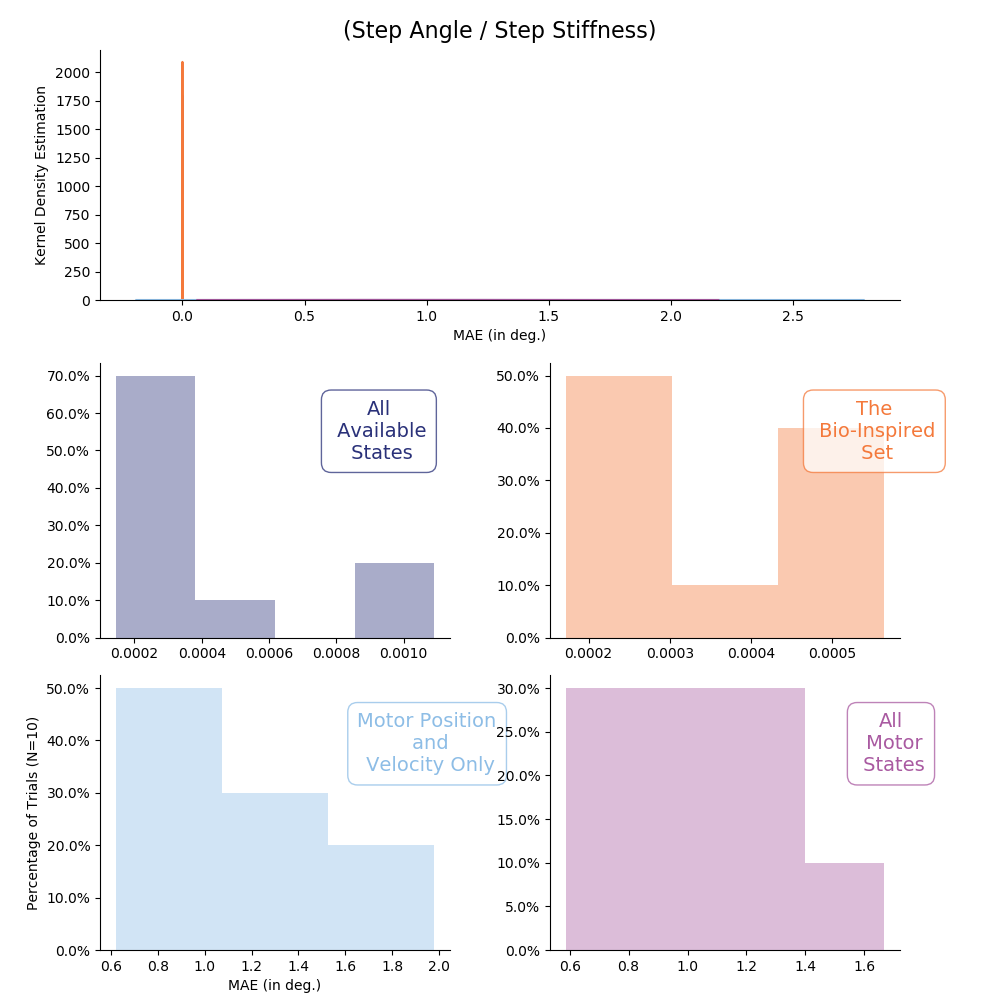 (Step Angle / Step Stiffness)
Kernel Density Estimation
2000
1750
1500
1250
1000
750
500
250
0
0.0 0.5 1.0 1.5 2.0 2.5
MAE (in deg.)
70.0%
60.0%
50.0%
40.0%
30.0%
20.0%
10.0%
0.0%
0.0002 0.0004 0.0006 0.0008 0.0010
All
Available
States
50.0%
40.0%
30.0%
20.0%
10.0%
0.0%
0.0002 0.0003 0.0004 0.0005
The
Bio-Inspired
Set
Percentage of Trials (N=10)
50.0%
40.0%
30.0%
20.0%
10.0%
0.0%
0.6 0.8 1.0 1.2 1.4 1.6 1.8 2.0
MAE (in deg.)
Motor Position
and
Velocity Only
30.0%
25.0%
20.0%
15.0%
10.0%
5.0%
0.0%
0.6 0.8 1.0 1.2 1.4 1.6
All
Motor
States